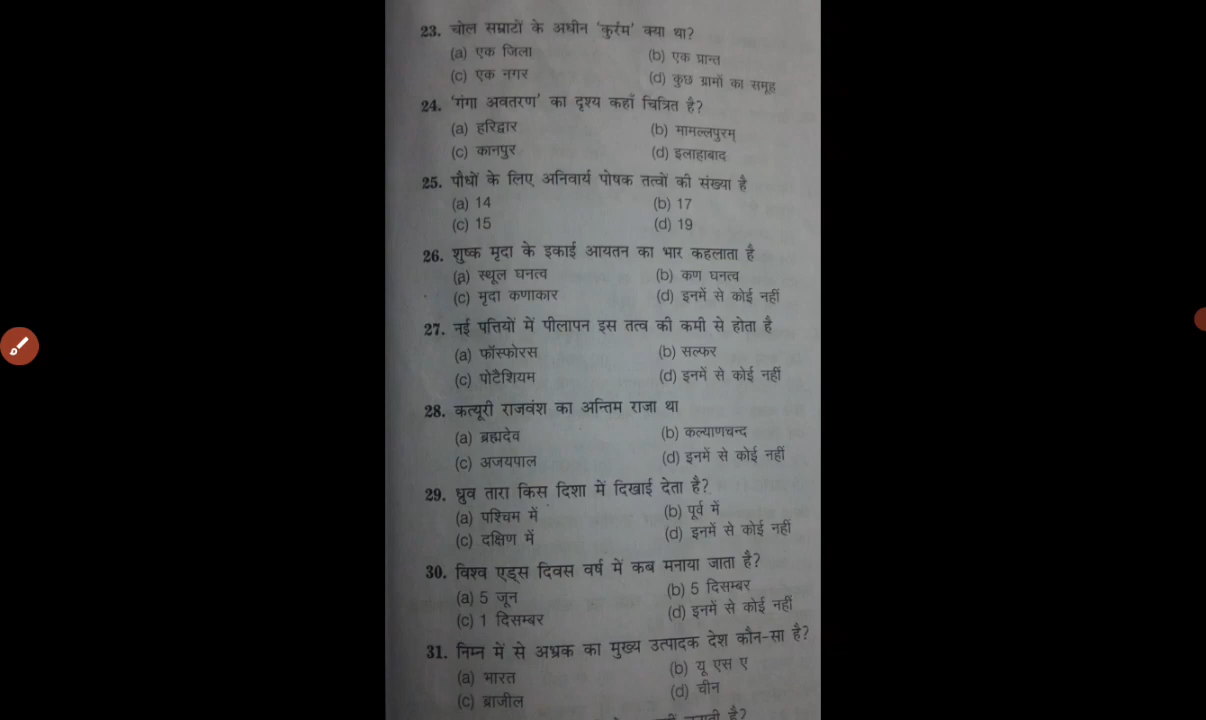 23. चोल सम्राटों के अधीन 'कुर्रम' क्या था?
(a) एक जिला (b) एक प्रान्त
(c) एक नगर (d) कुछ ग्रामों का समूह
24. 'गंगा अवतरण' का दृश्य कहाँ चित्रित है?
(a) हरिद्वार (b) मामल्लपुरम्
(c) कानपुर (d) इलाहाबाद
25. पौधों के लिए अनिवार्य पोषक तत्वों की संख्या है
(a) 14 (b) 17
(c) 15 (d) 19
26. शुष्क मृदा के इकाई आयतन का भार कहलाता है
(a) स्थूल घनत्व (b) कण घनत्व
(c) मृदा कणाकार (d) इनमें से कोई नहीं
27. नई पत्तियों में पीलापन इस तत्व की कमी से होता है
(a) फॉस्फोरस (b) सल्फर
(c) पोटैशियम (d) इनमें से कोई नहीं
28. कत्यूरी राजवंश का अन्तिम राजा था
(a) ब्रह्मदेव (b) कल्याणचन्द
(c) अजयपाल (d) इनमें से कोई नहीं
29. ध्रुव तारा किस दिशा में दिखाई देता है?
(a) पश्चिम में (b) पूर्व में
(c) दक्षिण में (d) इनमें से कोई नहीं
30. विश्व एड्स दिवस वर्ष में कब मनाया जाता है?
(a) 5 जून (b) 5 दिसम्बर
(c) 1 दिसम्बर (d) इनमें से कोई नहीं
31. निम्न में से अभ्रक का मुख्य उत्पादक देश कौन-सा है?
(a) भारत (b) यू एस ए
(c) ब्राजील (d) चीन
है?